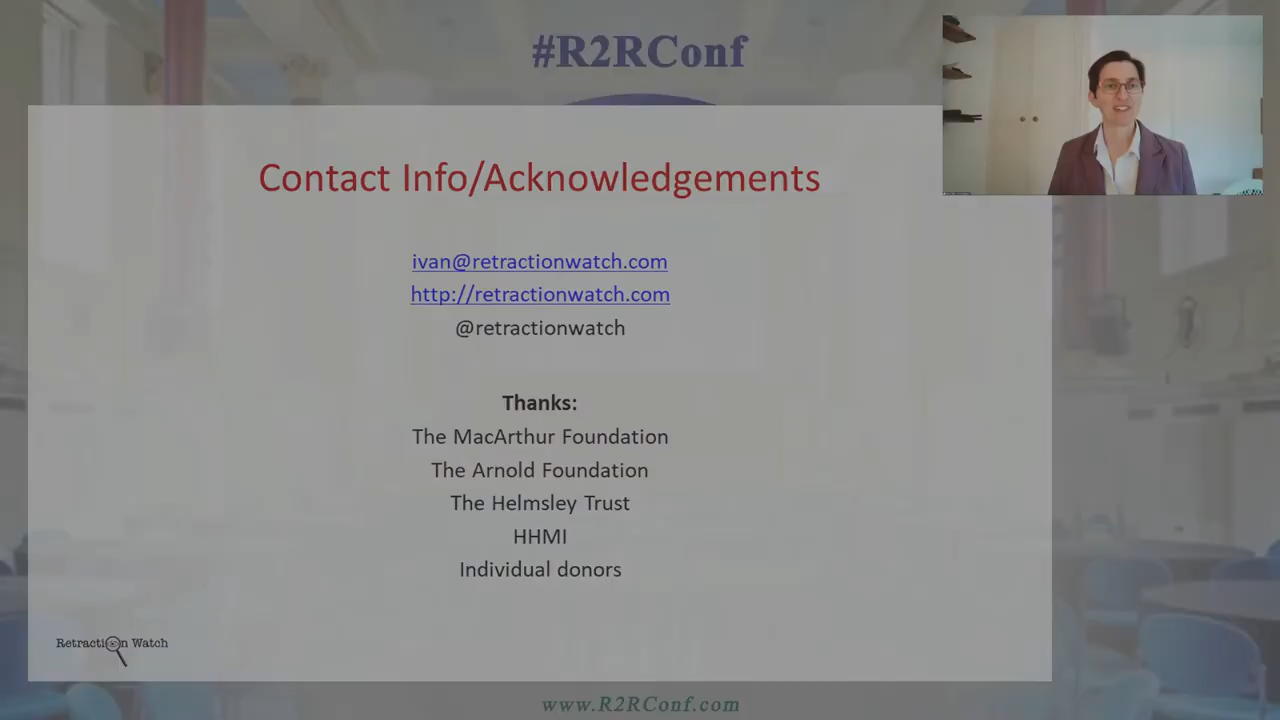 #R2RConf
Contact Info/Acknowledgements
ivan@retractionwatch.com
http://retractionwatch.com
@retractionwatch
Thanks:
The MacArthur Foundation
The Arnold Foundation
The Helmsley Trust
HHMI
Individual donors
Retraction Watch
www.R2RConf.com